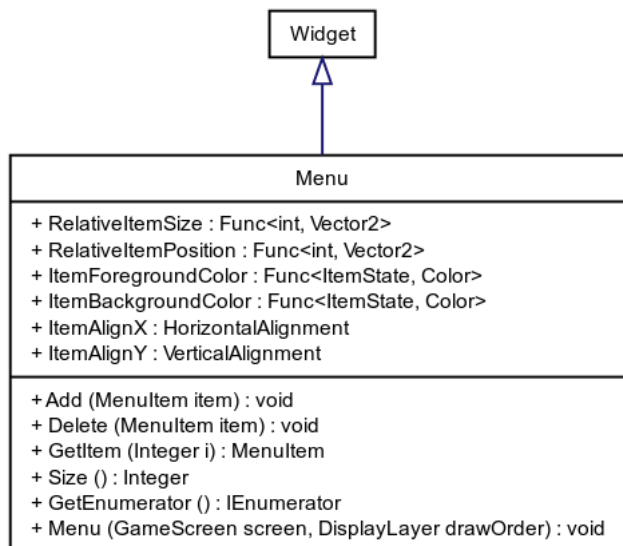 Widget
Menu
+ RelativeItemSize : Func<int, Vector2>
+ RelativeItemPosition : Func<int, Vector2>
+ ItemForegroundColor : Func<ItemState, Color>
+ ItemBackgroundColor : Func<ItemState, Color>
+ ItemAlignX : HorizontalAlignment
+ ItemAlignY : VerticalAlignment
+ Add (MenuItem item) : void
+ Delete (MenuItem item) : void
+ GetItem (Integer i) : MenuItem
+ Size () : Integer
+ GetEnumerator () : IEnumerator
+ Menu (GameScreen screen, DisplayLayer drawOrder) : void